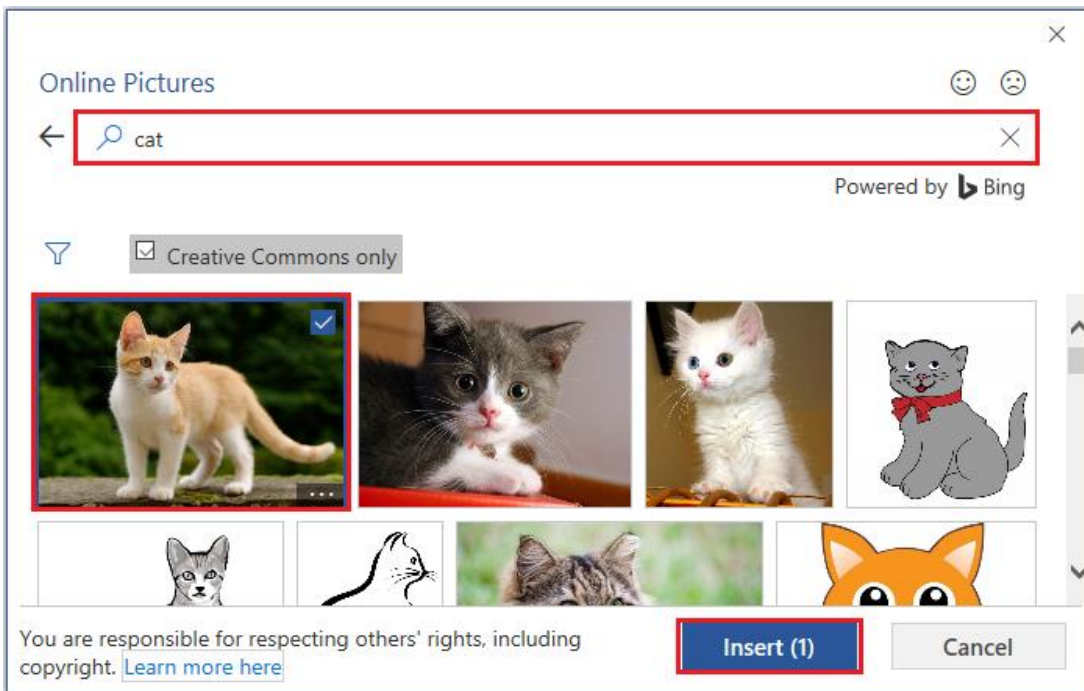 Online Pictures
cat
Powered by Bing
Creative Commons only
You are responsible for respecting others' rights, including
copyright. Learn more here
Insert (1)
Cancel